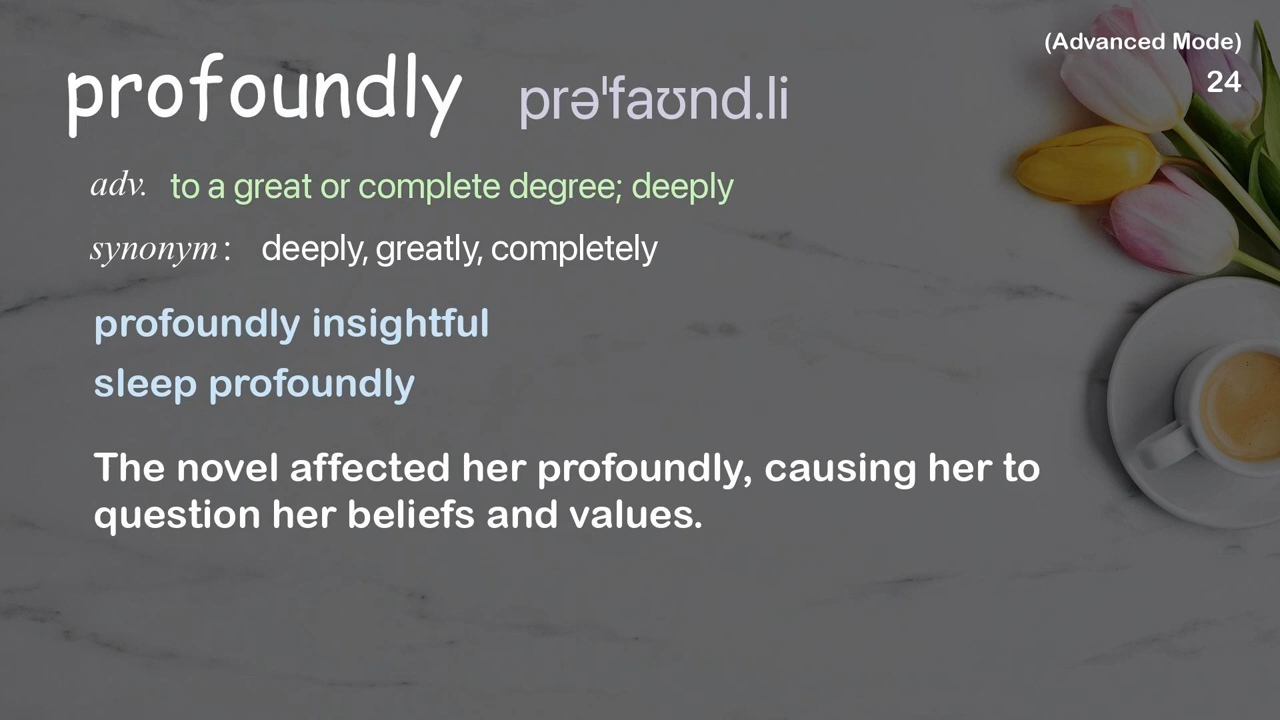 (Advanced Mode)
24
profoundly prəˈfaʊnd.li
adv. to a great or complete degree; deeply
synonym: deeply, greatly, completely
profoundly insightful
sleep profoundly
The novel affected her profoundly, causing her to
question her beliefs and values.